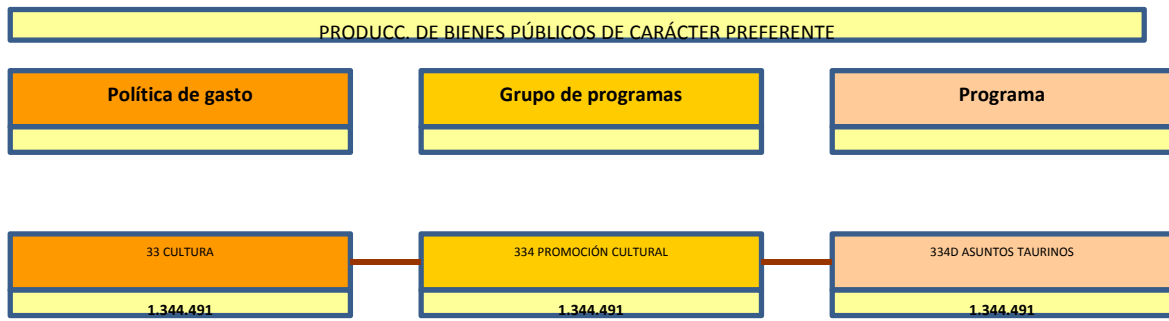 PRODUCC. DE BIENES PÚBLICOS DE CARÁCTER PREFERENTE
Política de gasto
Grupo de programas
Programa
33 CULTURA
334 PROMOCIÓN CULTURAL
334D ASUNTOS TAURINOS
1.344.491
1.344.491
1.344.491